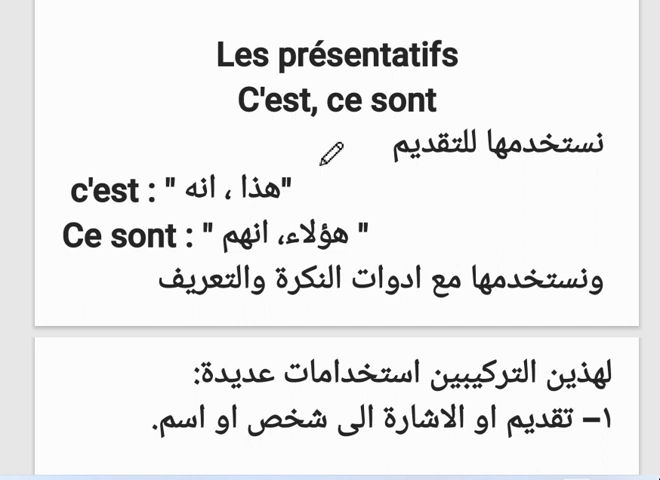 Les présentatifs
C'est, ce sont
نستخدمها للتقديم
c'est : " هذا ، انه"
Ce sont : " هؤلاء، انهم "
ونستخدمها مع ادوات النكرة والتعريف
لهذين التركيبين استخدامات عديدة:
١– تقديم او الاشارة الى شخص او اسم.